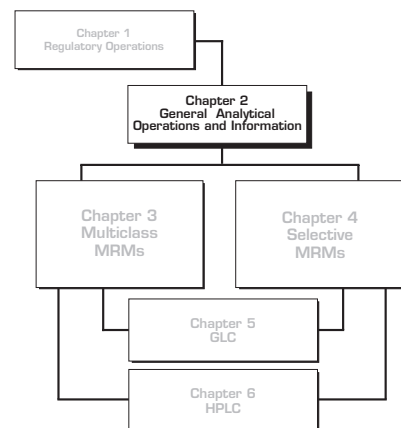 Chapter 1
Regulatory Operations
Chapter 2
General Analytical
Operations and Information
Chapter 3
Multiclass
MRMs
Chapter 4
Selective
MRMs
Chapter 5
GLC
Chapter 6
HPLC